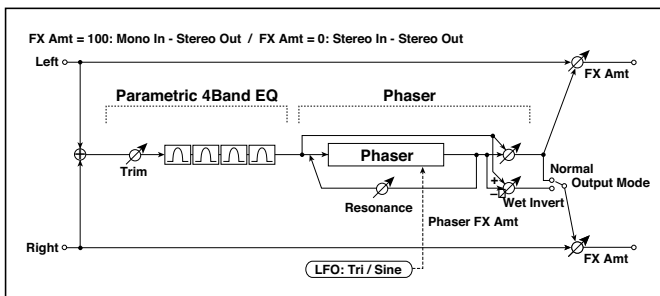 FX Amt = 100: Mono In - Stereo Out / FX Amt = 0: Stereo In - Stereo Out
Left
FX Amt
Parametric 4Band EQ
Phaser
Trim
Phaser
Resonance
+
−
Wet Invert
Normal
Output Mode
Phaser FX Amt
Right
FX Amt
LFO: Tri / Sine